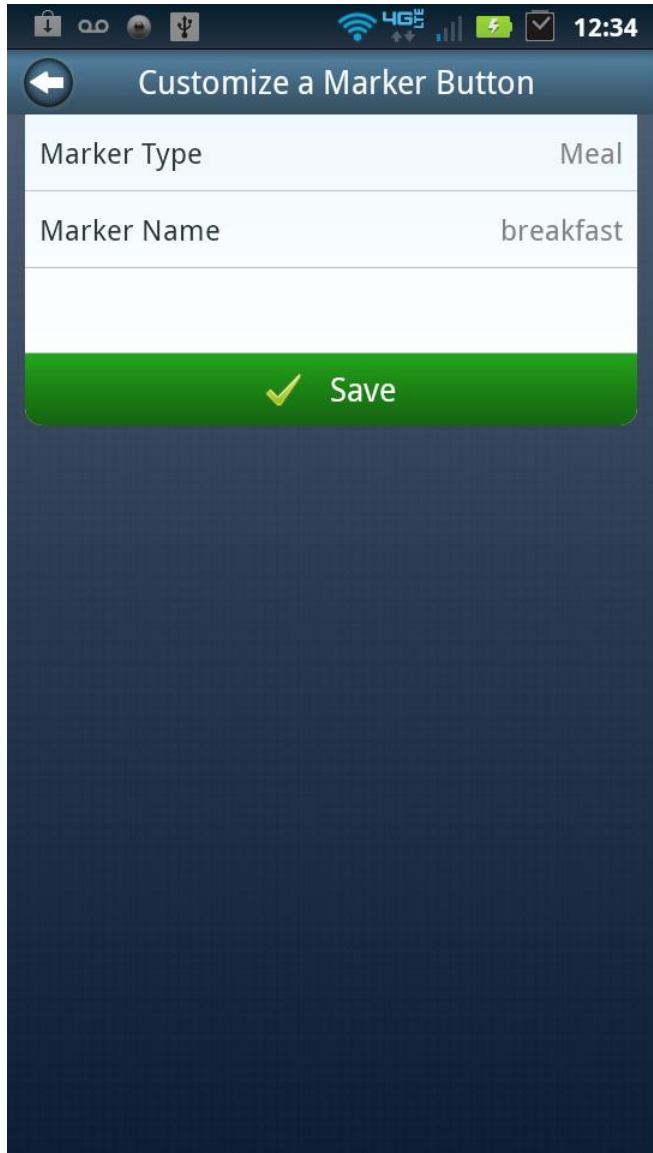 4G LTE 12:34
Customize a Marker Button
Marker Type Meal
Marker Name breakfast
Save